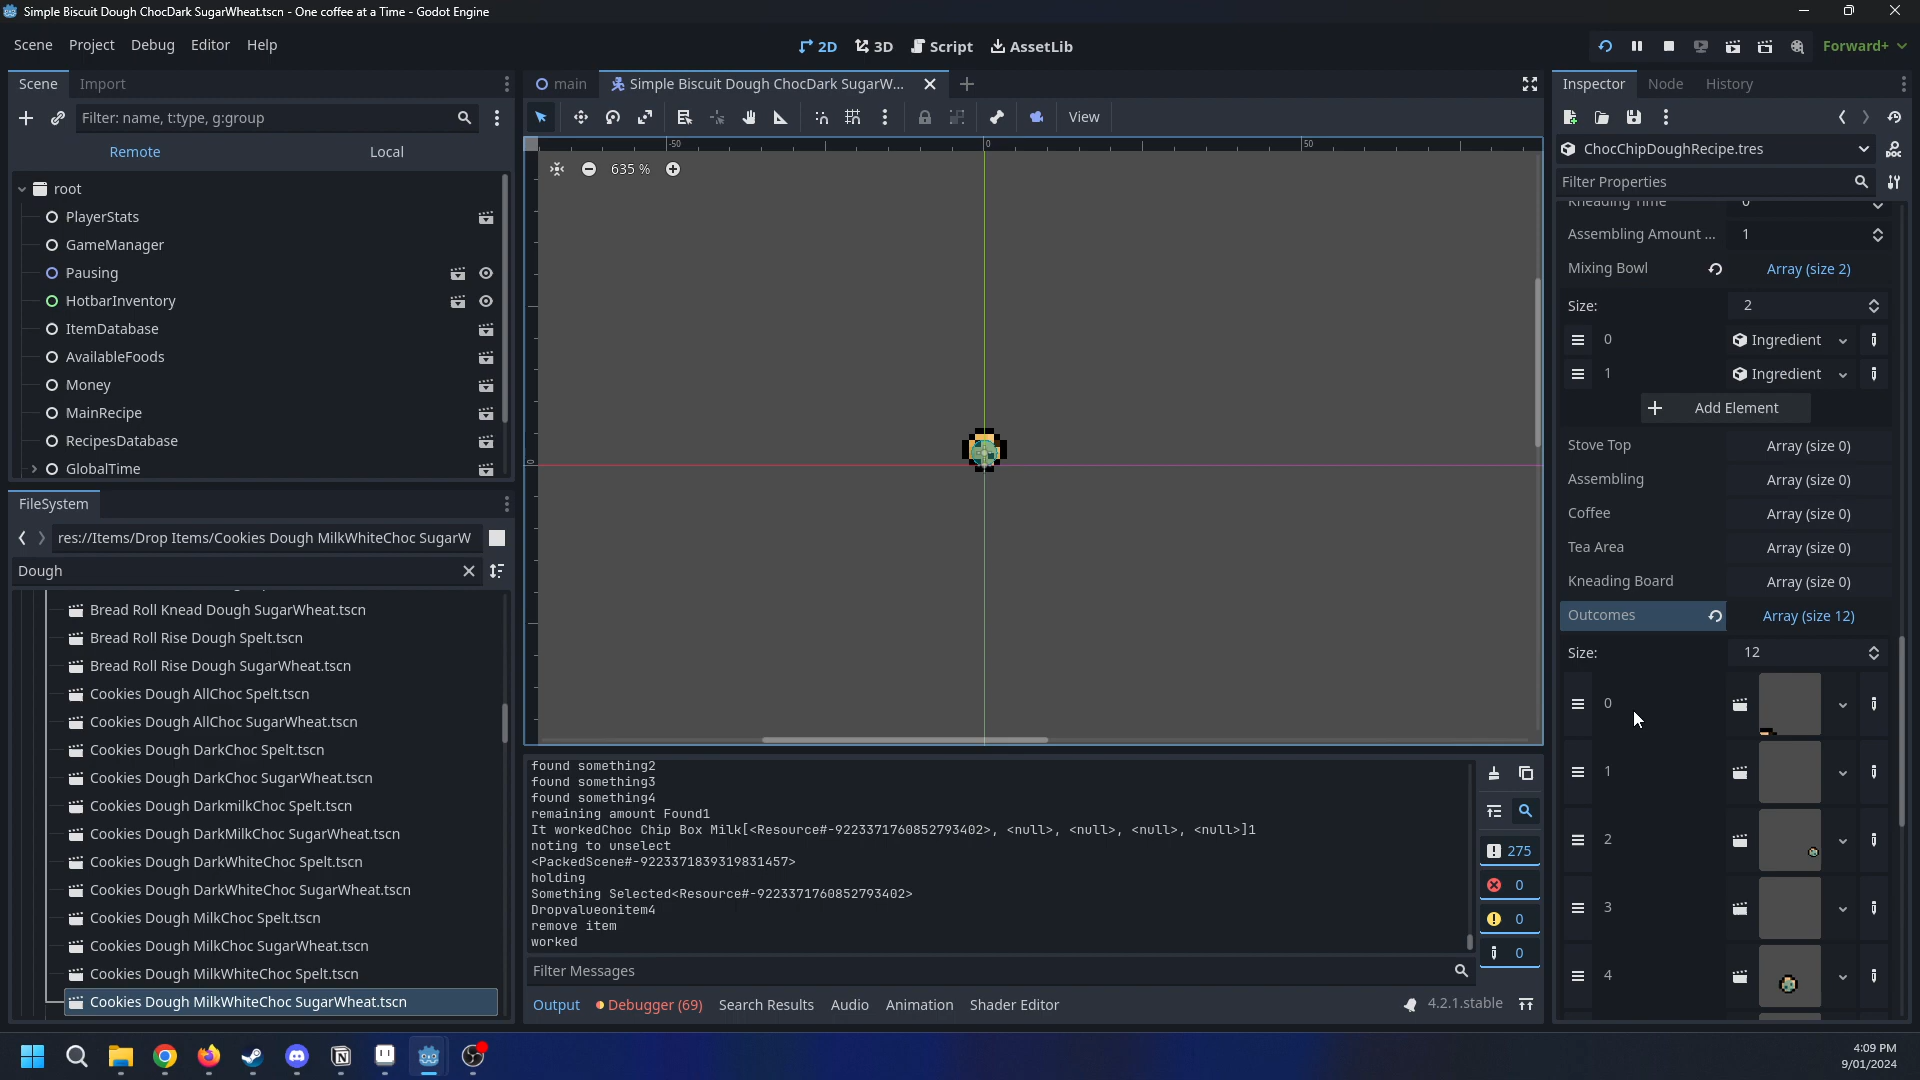 Simple Biscuit Dough ChocDark SugarWheat.tscn - One coffee at a Time - Godot Engine
Scene Project Debug Editor Help
2D 3D Script AssetLib
Forward+
Scene Import
Filter: name, t:type, g:group
Remote Local
root
PlayerStats
GameManager
Pausing
HotbarInventory
ItemDatabase
AvailableFoods
Money
MainRecipe
RecipesDatabase
GlobalTime
FileSystem
res://Items/Drop Items/Cookies Dough MilkWhiteChoc SugarW
Dough
Bread Roll Knead Dough SugarWheat.tscn
Bread Roll Rise Dough Spelt.tscn
Bread Roll Rise Dough SugarWheat.tscn
Cookies Dough AllChoc Spelt.tscn
Cookies Dough AllChoc SugarWheat.tscn
Cookies Dough DarkChoc Spelt.tscn
Cookies Dough DarkChoc SugarWheat.tscn
Cookies Dough DarkmilkChoc Spelt.tscn
Cookies Dough DarkMilkChoc SugarWheat.tscn
Cookies Dough DarkWhiteChoc Spelt.tscn
Cookies Dough DarkWhiteChoc SugarWheat.tscn
Cookies Dough MilkChoc Spelt.tscn
Cookies Dough MilkChoc SugarWheat.tscn
Cookies Dough MilkWhiteChoc Spelt.tscn
Cookies Dough MilkWhiteChoc SugarWheat.tscn
main Simple Biscuit Dough ChocDark SugarW...
View
-50 0 50
635 %
0
found something2
found something3
found something4
remaining amount Found1
It workedChoc Chip Box Milk[<Resource#-9223371760852793402>, <null>, <null>, <null>, <null>]1
noting to unselect
<PackedScene#-9223371839319831457>
holding
Something Selected<Resource#-9223371760852793402>
Dropvalueonitem4
remove item
worked
275
0
0
0
Filter Messages
Output Debugger (69) Search Results Audio Animation Shader Editor
4.2.1.stable
Inspector Node History
ChocChipDoughRecipe.tres
DOC
Filter Properties
Kneading Time 0
Assembling Amount ... 1
Mixing Bowl Array (size 2)
Size: 2
0 Ingredient
1 Ingredient
Add Element
Stove Top Array (size 0)
Assembling Array (size 0)
Coffee Array (size 0)
Tea Area Array (size 0)
Kneading Board Array (size 0)
Outcomes Array (size 12)
Size: 12
0
1
2
3
4
4:09 PM
9/01/2024